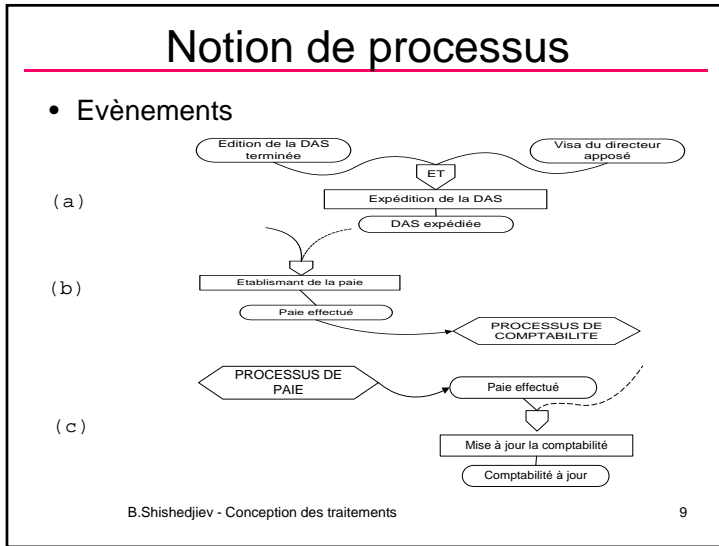 Notion de processus
• Evènements
Edition de la DAS
terminée
Visa du directeur
apposé
ET
(a)
Expédition de la DAS
DAS expédiée
(b)
Etablismant de la paie
Paie effectué
PROCESSUS DE
COMPTABILITE
PROCESSUS DE
PAIE
Paie effectué
(c)
Mise à jour la comptabilité
Comptabilité à jour
B.Shishedjiev - Conception des traitements
9